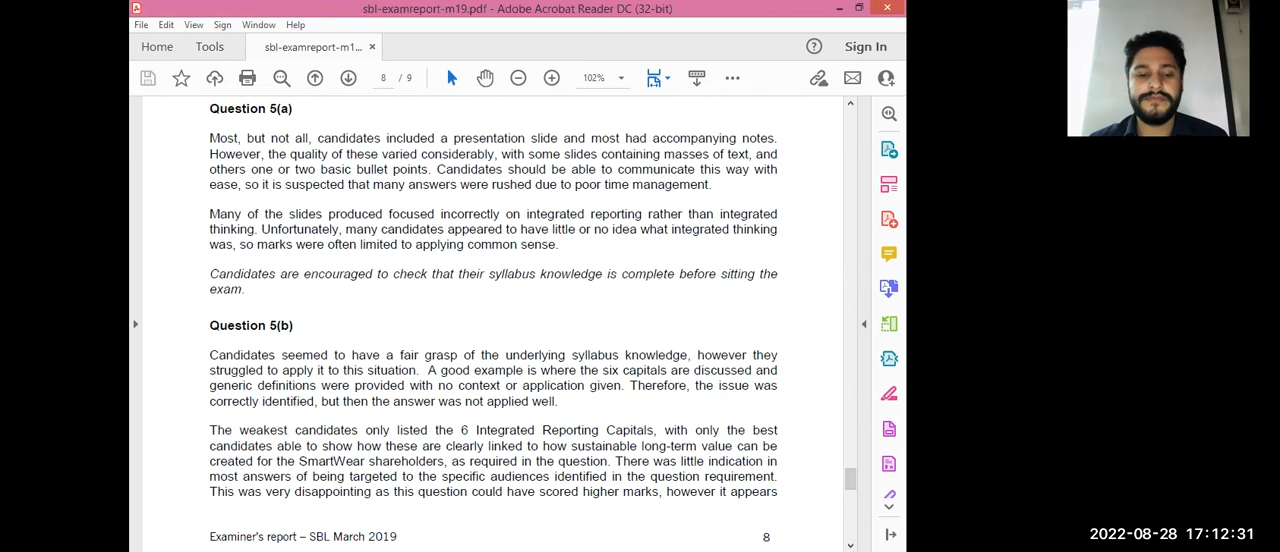 sbl-examreport-m19.pdf - Adobe Acrobat Reader DC (32-bit)
File Edit View Sign Window Help
Home Tools sbl-examreport-m1... × Sign In
8 / 9 102%
Question 5(a)
Most, but not all, candidates included a presentation slide and most had accompanying notes.
However, the quality of these varied considerably, with some slides containing masses of text, and
others one or two basic bullet points. Candidates should be able to communicate this way with
ease, so it is suspected that many answers were rushed due to poor time management.
Many of the slides produced focused incorrectly on integrated reporting rather than integrated
thinking. Unfortunately, many candidates appeared to have little or no idea what integrated thinking
was, so marks were often limited to applying common sense.
Candidates are encouraged to check that their syllabus knowledge is complete before sitting the
exam.
Question 5(b)
Candidates seemed to have a fair grasp of the underlying syllabus knowledge, however they
struggled to apply it to this situation. A good example is where the six capitals are discussed and
generic definitions were provided with no context or application given. Therefore, the issue was
correctly identified, but then the answer was not applied well.
The weakest candidates only listed the 6 Integrated Reporting Capitals, with only the best
candidates able to show how these are clearly linked to how sustainable long-term value can be
created for the SmartWear shareholders, as required in the question. There was little indication in
most answers of being targeted to the specific audiences identified in the question requirement.
This was very disappointing as this question could have scored higher marks, however it appears
Examiner's report – SBL March 2019 8
2022-08-28 17:12:31